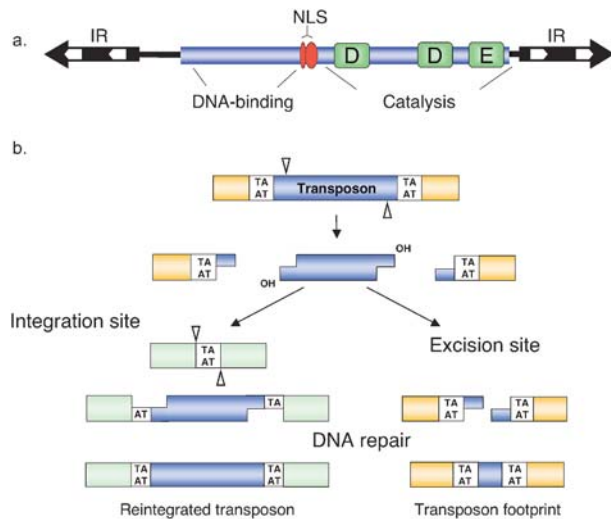 a.
NLS
IR
IR
D
D
E
DNA-binding
Catalysis
b.
TA
AT
Transposon
TA
AT
TA
AT
OH
OH
TA
AT
Integration site
Excision site
TA
AT
AT
TA
TA
AT
TA
AT
DNA repair
TA
AT
TA
AT
TA
AT
TA
AT
Reintegrated transposon
Transposon footprint